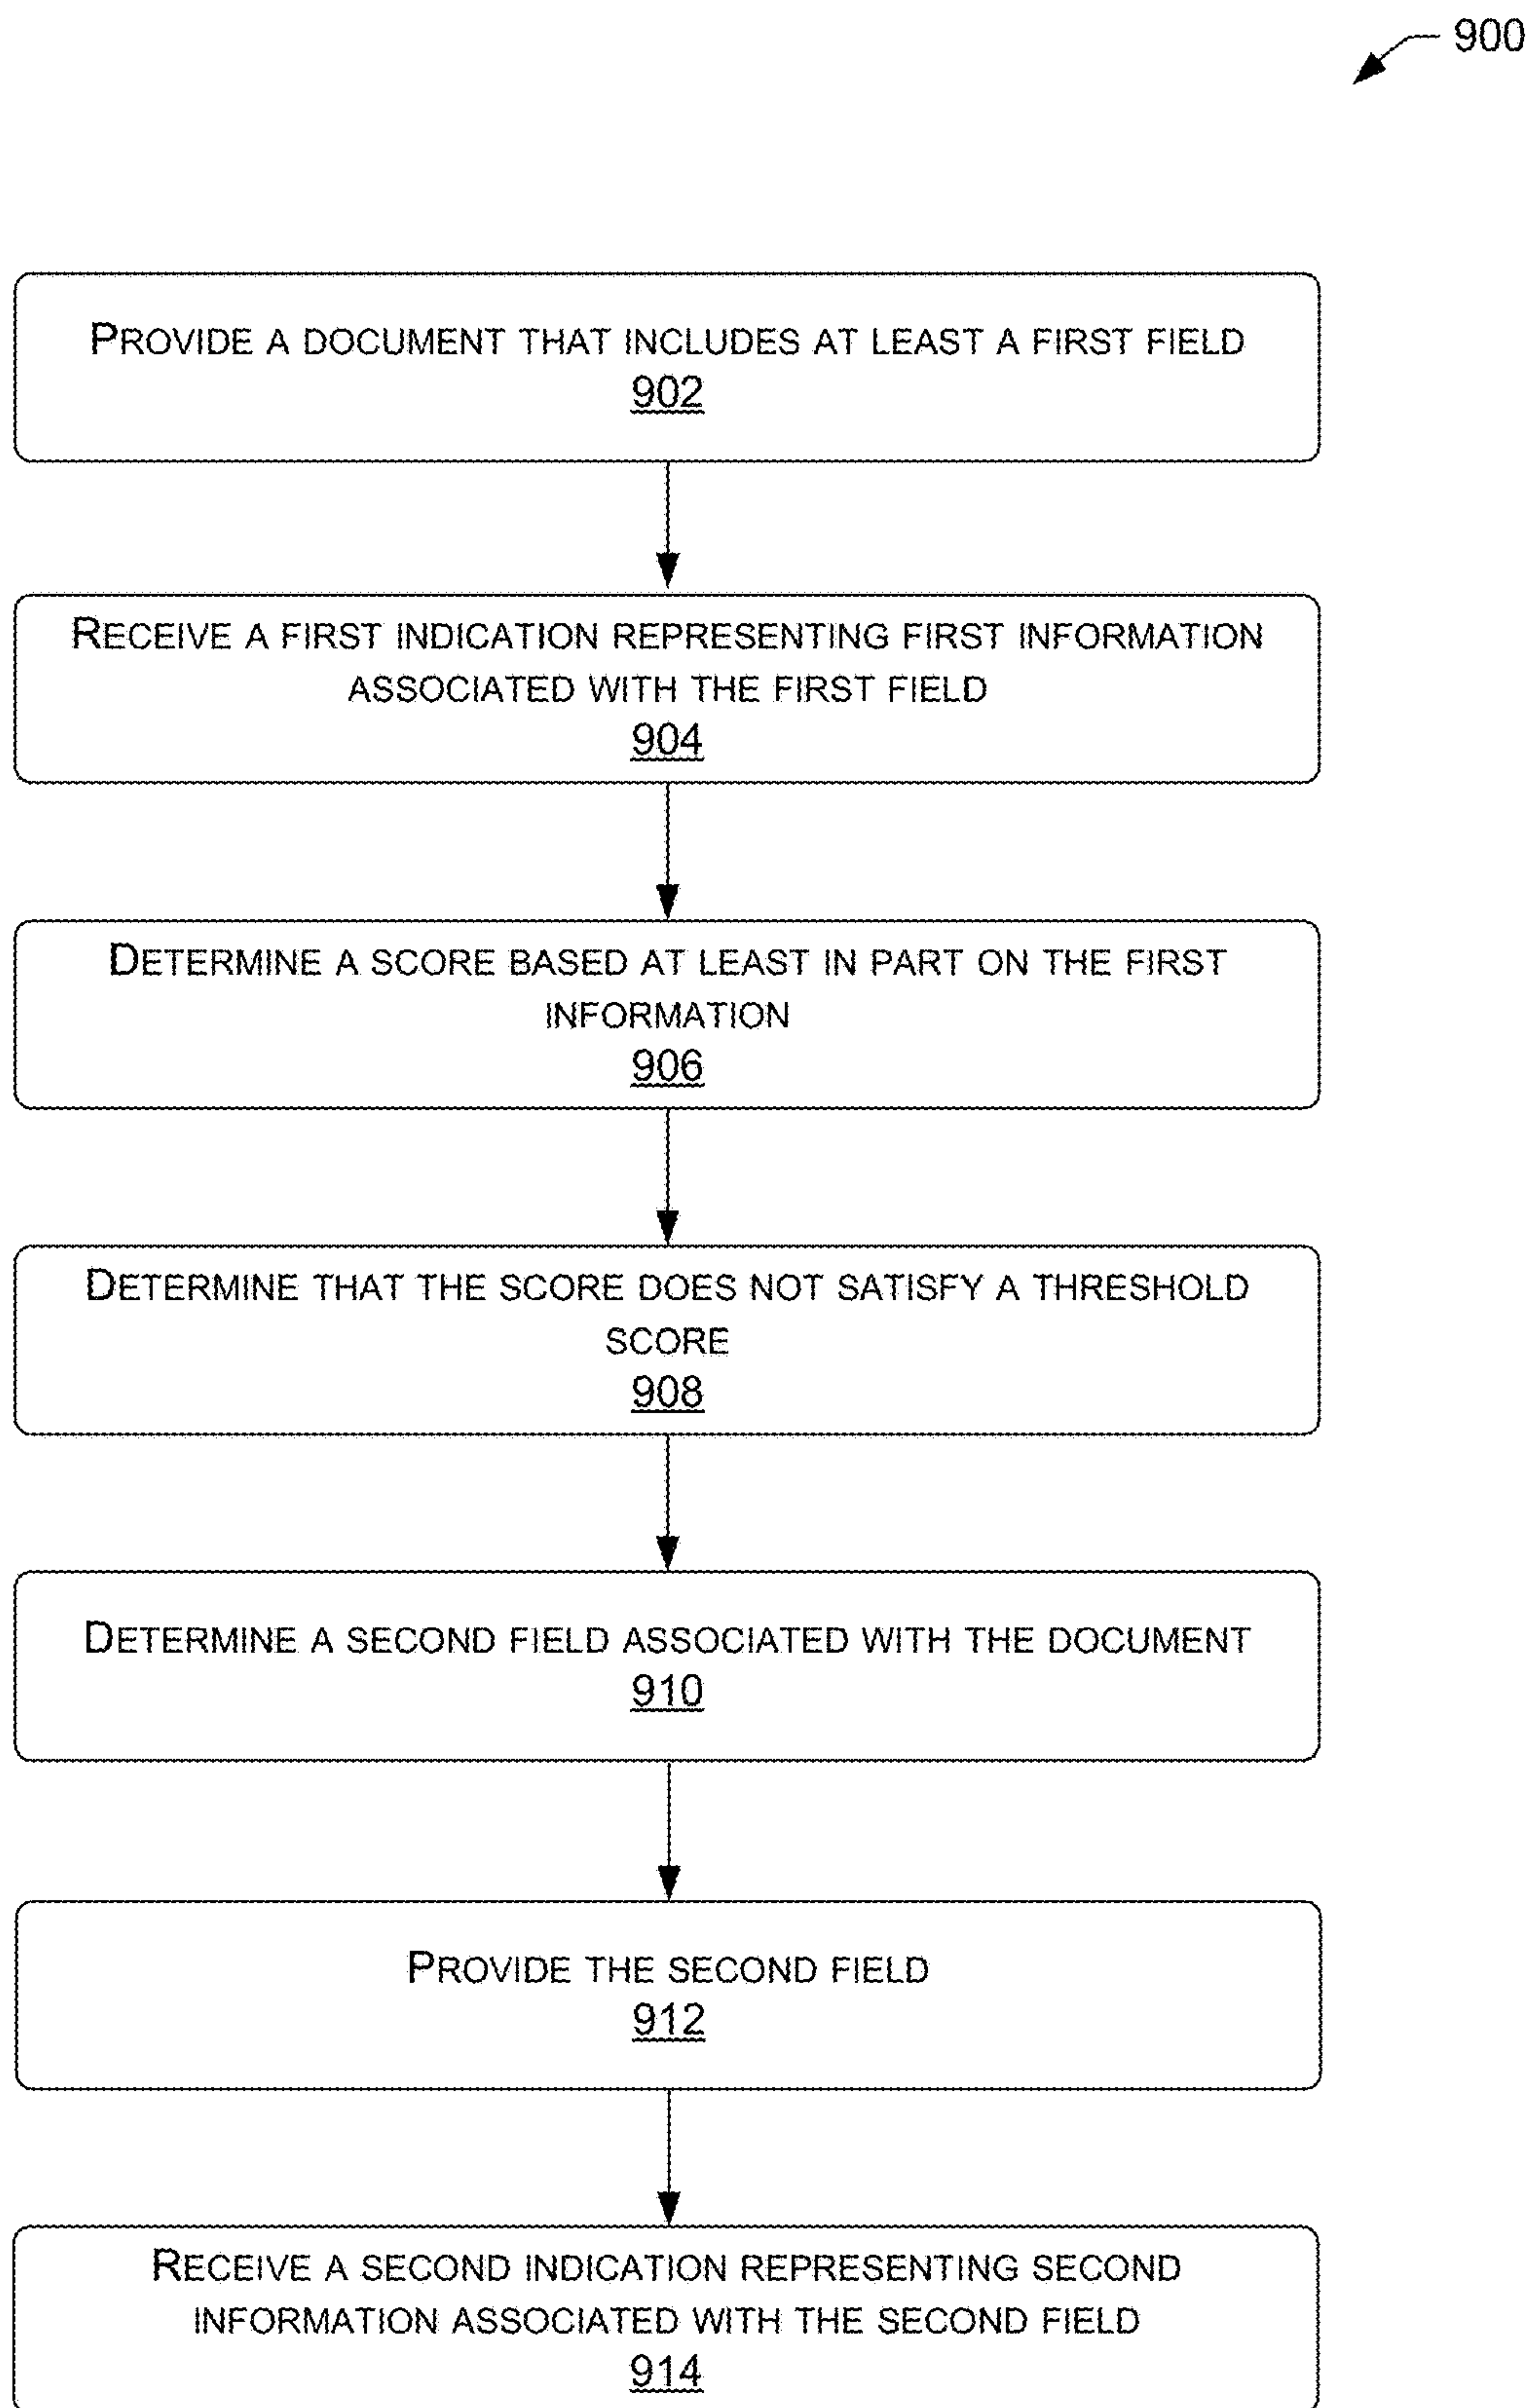 900
PROVIDE A DOCUMENT THAT INCLUDES AT LEAST A FIRST FIELD
902
RECEIVE A FIRST INDICATION REPRESENTING FIRST INFORMATION
ASSOCIATED WITH THE FIRST FIELD
904
DETERMINE A SCORE BASED AT LEAST IN PART ON THE FIRST
INFORMATION
906
DETERMINE THAT THE SCORE DOES NOT SATISFY A THRESHOLD
SCORE
908
DETERMINE A SECOND FIELD ASSOCIATED WITH THE DOCUMENT
910
PROVIDE THE SECOND FIELD
912
RECEIVE A SECOND INDICATION REPRESENTING SECOND
INFORMATION ASSOCIATED WITH THE SECOND FIELD
914